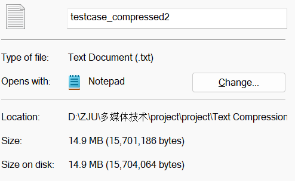 testcase_compressed2
Type of file: Text Document (.txt)
Opens with: Notepad Change...
Location: D:\ZJU\多媒体技术\project\project\Text Compression
Size: 14.9 MB (15,701,186 bytes)
Size on disk: 14.9 MB (15,704,064 bytes)